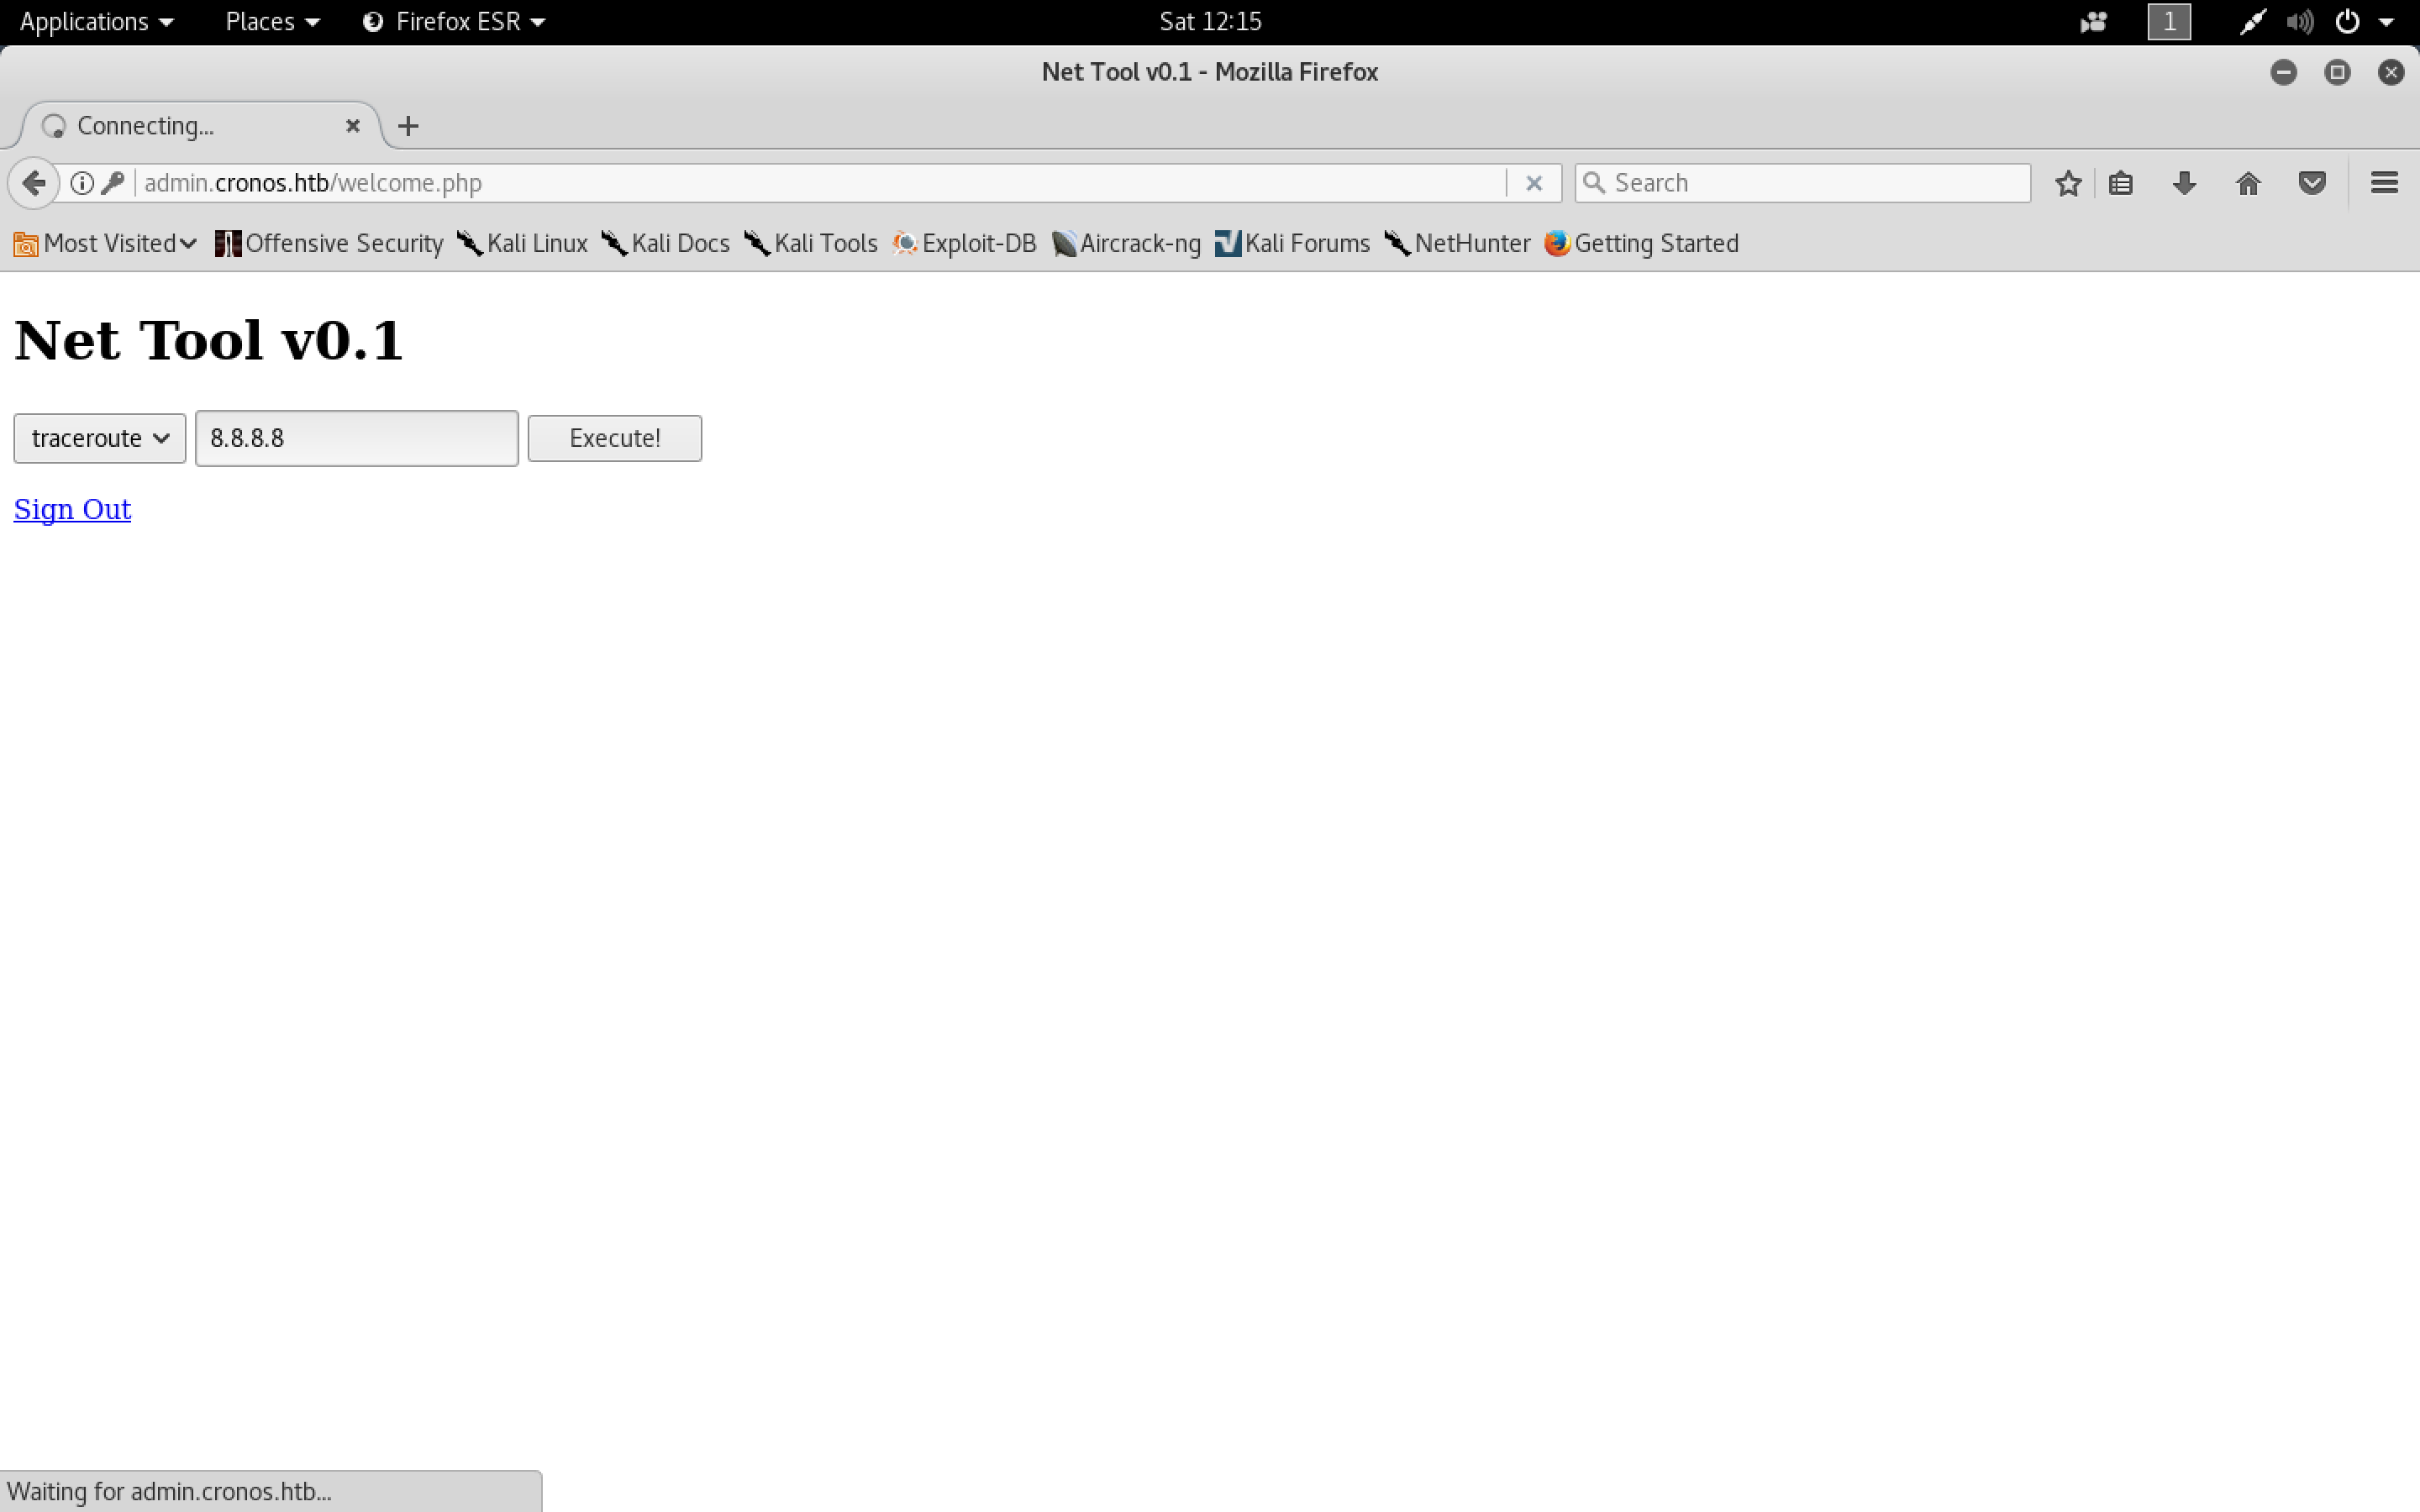 Applications Places Firefox ESR Sat 12:15 1
Net Tool v0.1 - Mozilla Firefox
Connecting...
admin.cronos.htb/welcome.php Search
Most Visited Offensive Security Kali Linux Kali Docs Kali Tools Exploit-DB Aircrack-ng Kali Forums NetHunter Getting Started
Net Tool v0.1
traceroute 8.8.8.8 Execute!
Sign Out
Waiting for admin.cronos.htb...